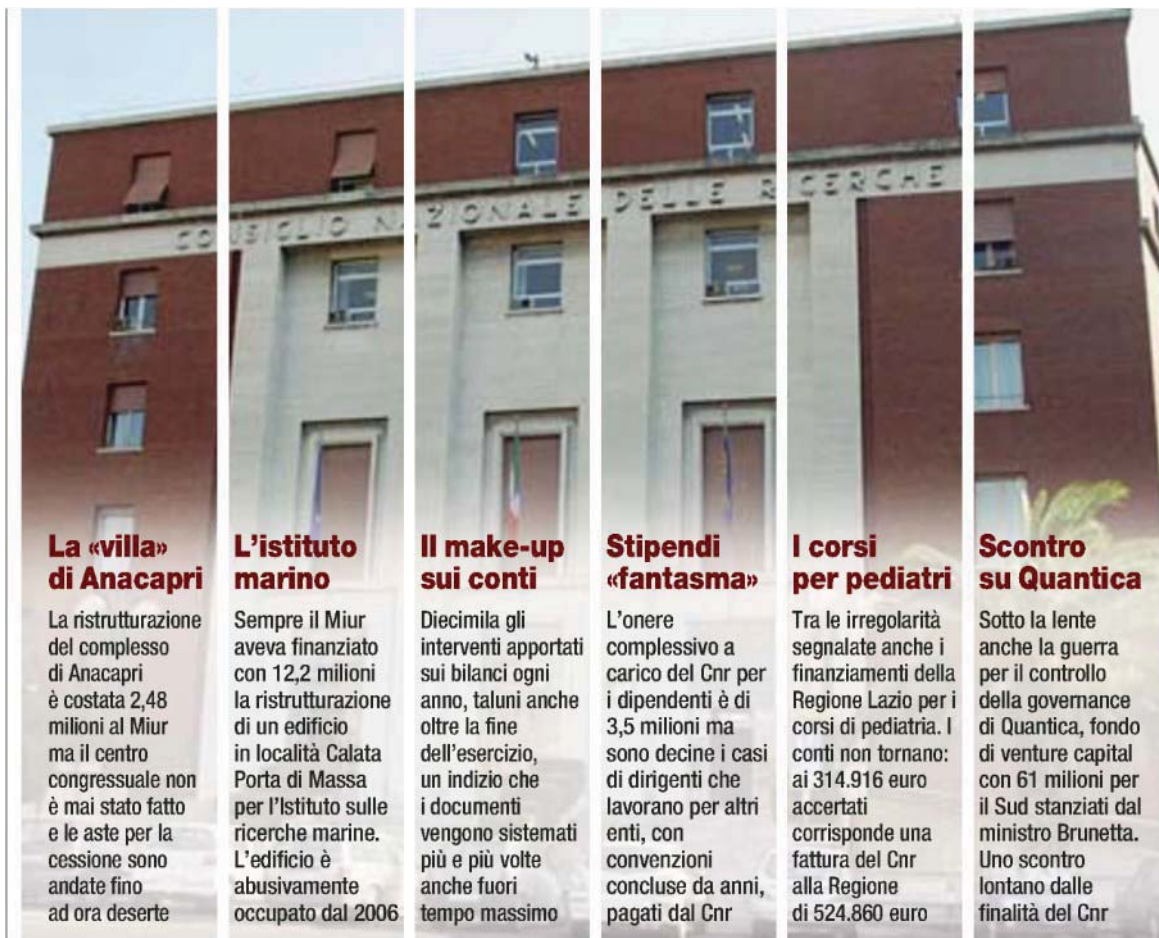 CONSIGLIO NAZIONALE DELLE RICERCHE
La «villa»
di Anacapri
La ristrutturazione
del complesso
di Anacapri
è costata 2,48
milioni al Miur
ma il centro
congressuale non
è mai stato fatto
e le aste per la
cessione sono
andate fino
ad ora deserte
L'istituto
marino
Sempre il Miur
aveva finanziato
con 12,2 milioni
la ristrutturazione
di un edificio
in località Calata
Porta di Massa
per l'Istituto sulle
ricerche marine.
L'edificio è
abusivamente
occupato dal 2006
Il make-up
sui conti
Diecimila gli
interventi apportati
sui bilanci ogni
anno, taluni anche
oltre la fine
dell'esercizio,
un indizio che
i documenti
vengono sistemati
più e più volte
anche fuori
tempo massimo
Stipendi
«fantasma»
L'onere
complessivo a
carico del Cnr per
i dipendenti è di
3,5 milioni ma
sono decine i casi
di dirigenti che
lavorano per altri
enti, con
convenzioni
concluse da anni,
pagati dal Cnr
I corsi
per pediatri
Tra le irregolarità
segnalate anche i
finanziamenti della
Regione Lazio per i
corsi di pediatria. I
conti non tornano:
ai 314.916 euro
accertati
corrisponde una
fattura del Cnr
alla Regione
di 524.860 euro
Scontro
su Quantica
Sotto la lente
anche la guerra
per il controllo
della governance
di Quantica, fondo
di venture capital
con 61 milioni per
il Sud stanziati dal
ministro Brunetta.
Uno scontro
lontano dalle
finalità del Cnr